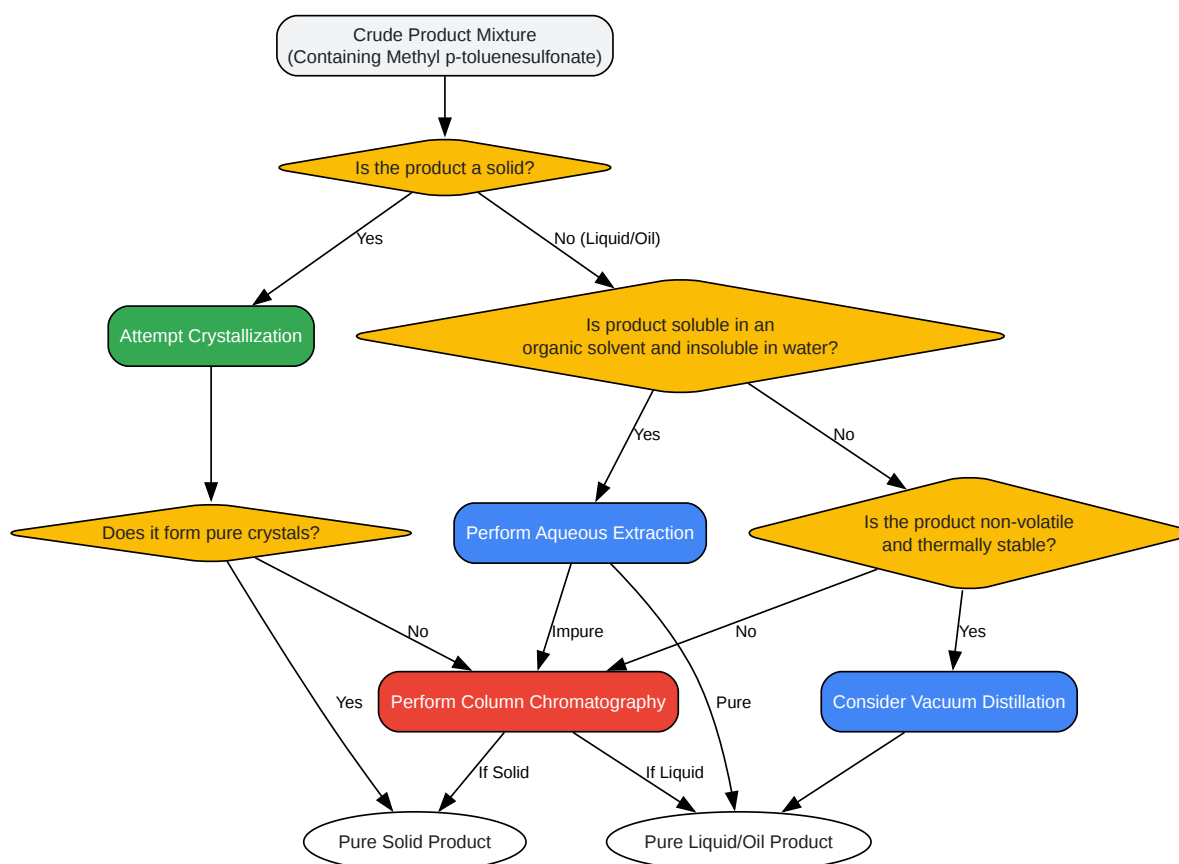 Crude Product Mixture
(Containing Methyl p-toluenesulfonate)
Is the product a solid?
Yes
No (Liquid/Oil)
Attempt Crystallization
Is product soluble in an
organic solvent and insoluble in water?
Yes
No
Does it form pure crystals?
Perform Aqueous Extraction
Is the product non-volatile
and thermally stable?
No
Impure
No
Yes
Yes
Perform Column Chromatography
Pure
Consider Vacuum Distillation
If Solid
If Liquid
Pure Solid Product
Pure Liquid/Oil Product